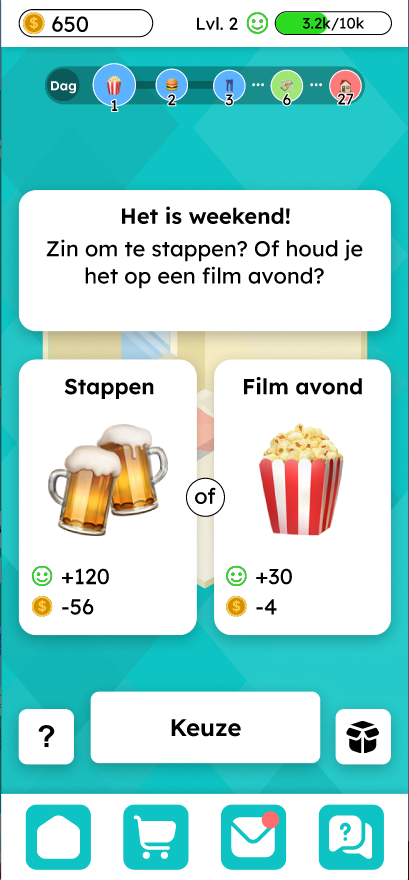 650
Lvl. 2
3.2k/10k
Dag
1
2
3
...
6
...
27
Het is weekend!
Zin om te stappen? Of houd je
het op een film avond?
Stappen
Film avond
of
+120
-56
+30
-4
?
Keuze
?